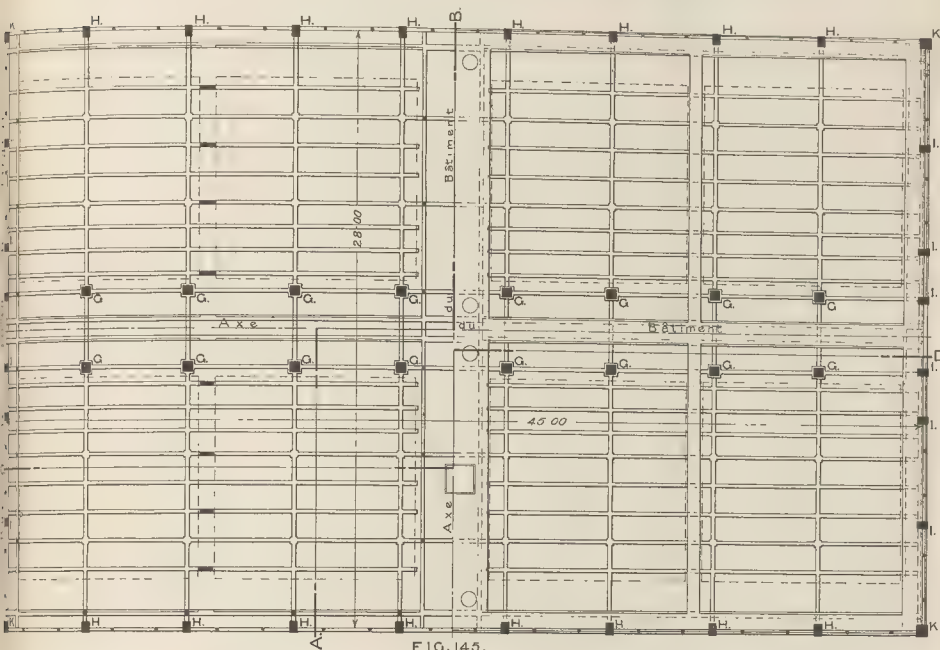 B.
H. H. H. H. H. H. H. H. K
K
Bâtiment
I.
28·00
I.
I.
G. G. G. G. G. G. G. G.
Axe du du Bâtiment
D
G. G. G. G. G. G. G. G.
I.
45 00
I.
Axe
I.
K H. H. H. H. H. H. H. H. K
A
FIG. 145.